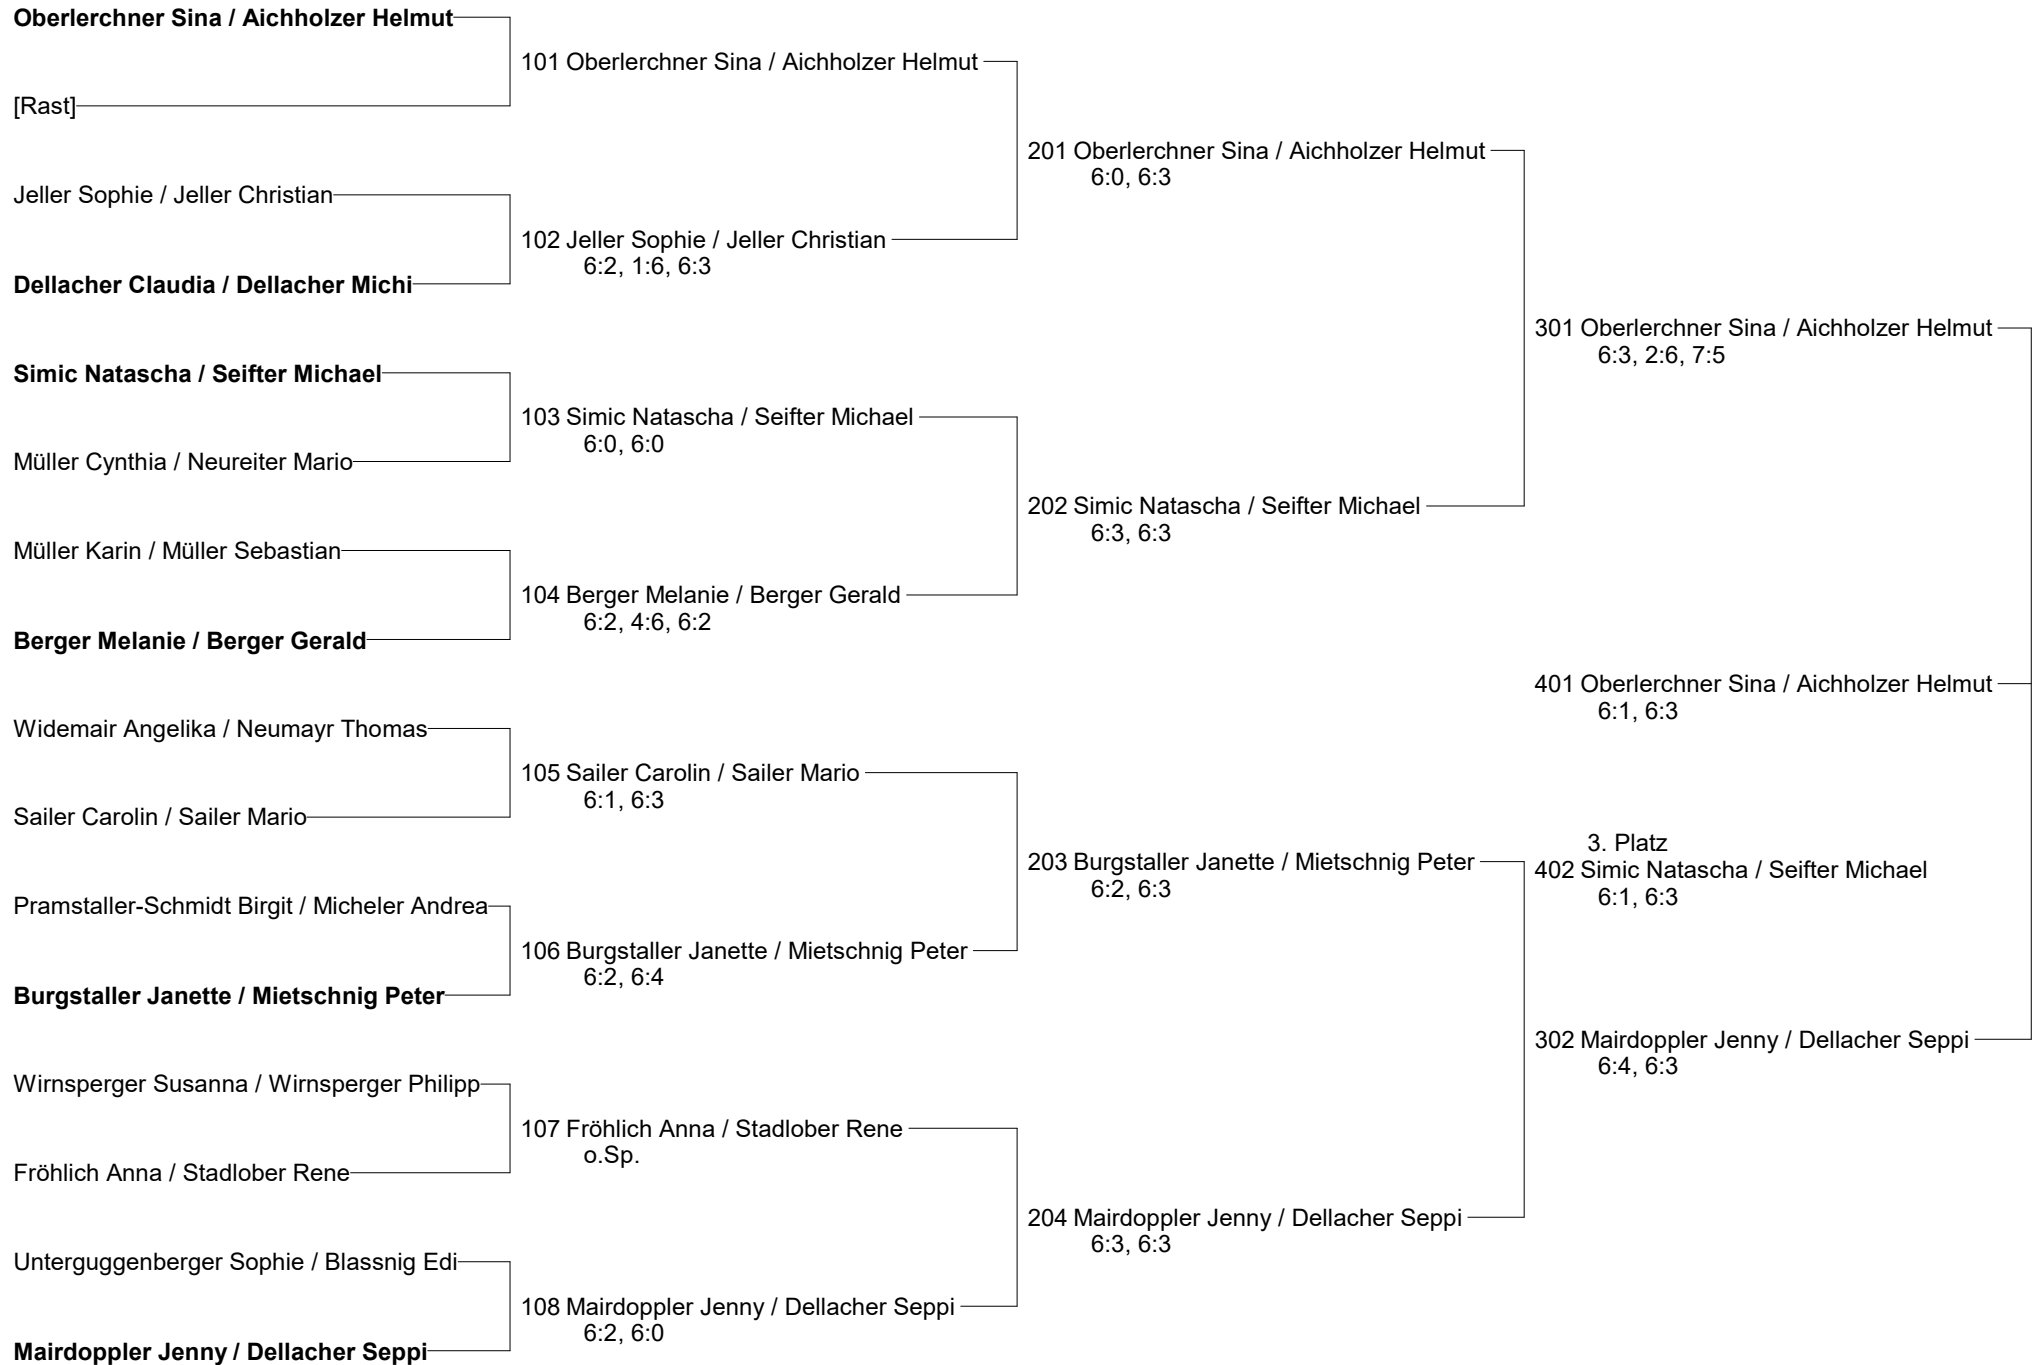 Oberlerchner Sina / Aichholzer Helmut
[Rast]
Jeller Sophie / Jeller Christian
Dellacher Claudia / Dellacher Michi
Simic Natascha / Seifter Michael
Müller Cynthia / Neureiter Mario
Müller Karin / Müller Sebastian
Berger Melanie / Berger Gerald
Widemair Angelika / Neumayr Thomas
Sailer Carolin / Sailer Mario
Pramstaller-Schmidt Birgit / Micheler Andrea
Burgstaller Janette / Mietschnig Peter
Wirnsperger Susanna / Wirnsperger Philipp
Fröhlich Anna / Stadlober Rene
Unterguggenberger Sophie / Blassnig Edi
Mairdoppler Jenny / Dellacher Seppi
101 Oberlerchner Sina / Aichholzer Helmut
102 Jeller Sophie / Jeller Christian
6:2, 1:6, 6:3
103 Simic Natascha / Seifter Michael
6:0, 6:0
104 Berger Melanie / Berger Gerald
6:2, 4:6, 6:2
105 Sailer Carolin / Sailer Mario
6:1, 6:3
106 Burgstaller Janette / Mietschnig Peter
6:2, 6:4
107 Fröhlich Anna / Stadlober Rene
o.Sp.
108 Mairdoppler Jenny / Dellacher Seppi
6:2, 6:0
201 Oberlerchner Sina / Aichholzer Helmut
6:0, 6:3
202 Simic Natascha / Seifter Michael
6:3, 6:3
203 Burgstaller Janette / Mietschnig Peter
6:2, 6:3
204 Mairdoppler Jenny / Dellacher Seppi
6:3, 6:3
301 Oberlerchner Sina / Aichholzer Helmut
6:3, 2:6, 7:5
401 Oberlerchner Sina / Aichholzer Helmut
6:1, 6:3
3. Platz
402 Simic Natascha / Seifter Michael
6:1, 6:3
302 Mairdoppler Jenny / Dellacher Seppi
6:4, 6:3